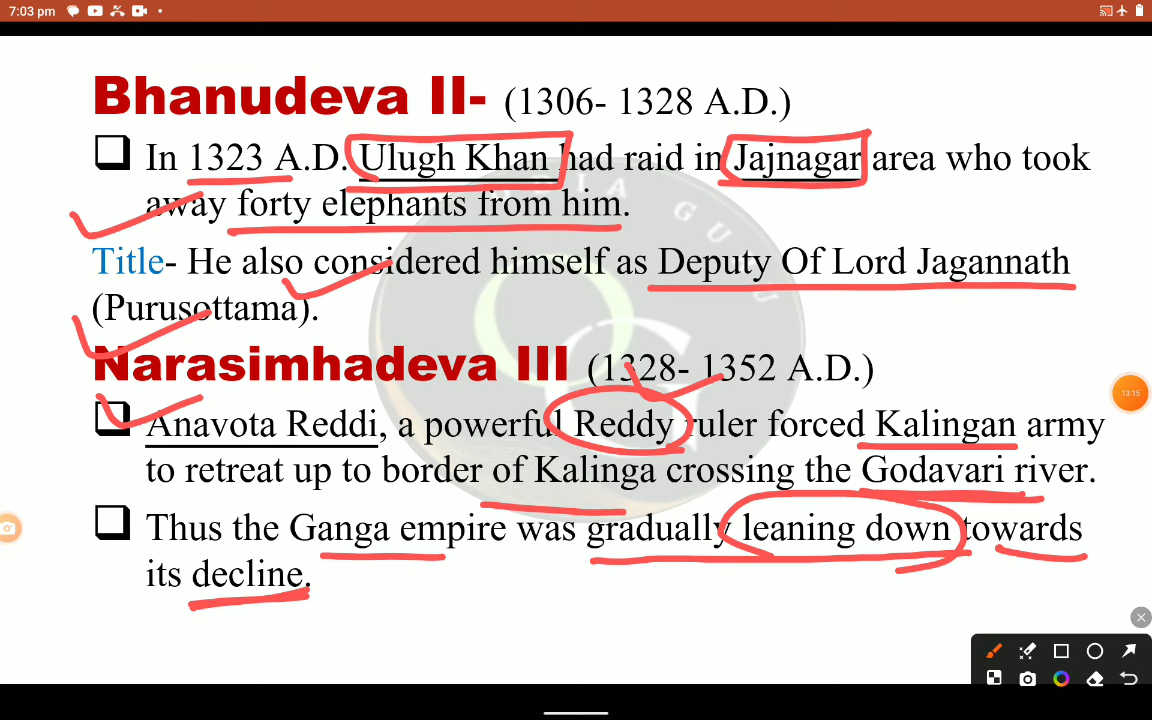 7:03 pm
Bhanudeva II- (1306- 1328 A.D.)
In 1323 A.D. Ulugh Khan had raid in Jajnagar area who took
away forty elephants from him.
Title- He also considered himself as Deputy Of Lord Jagannath
(Purusottama).
Narasimhadeva III (1328- 1352 A.D.)
Anavota Reddi, a powerful Reddy ruler forced Kalingan army
to retreat up to border of Kalinga crossing the Godavari river.
Thus the Ganga empire was gradually leaning down towards
its decline.
13:15